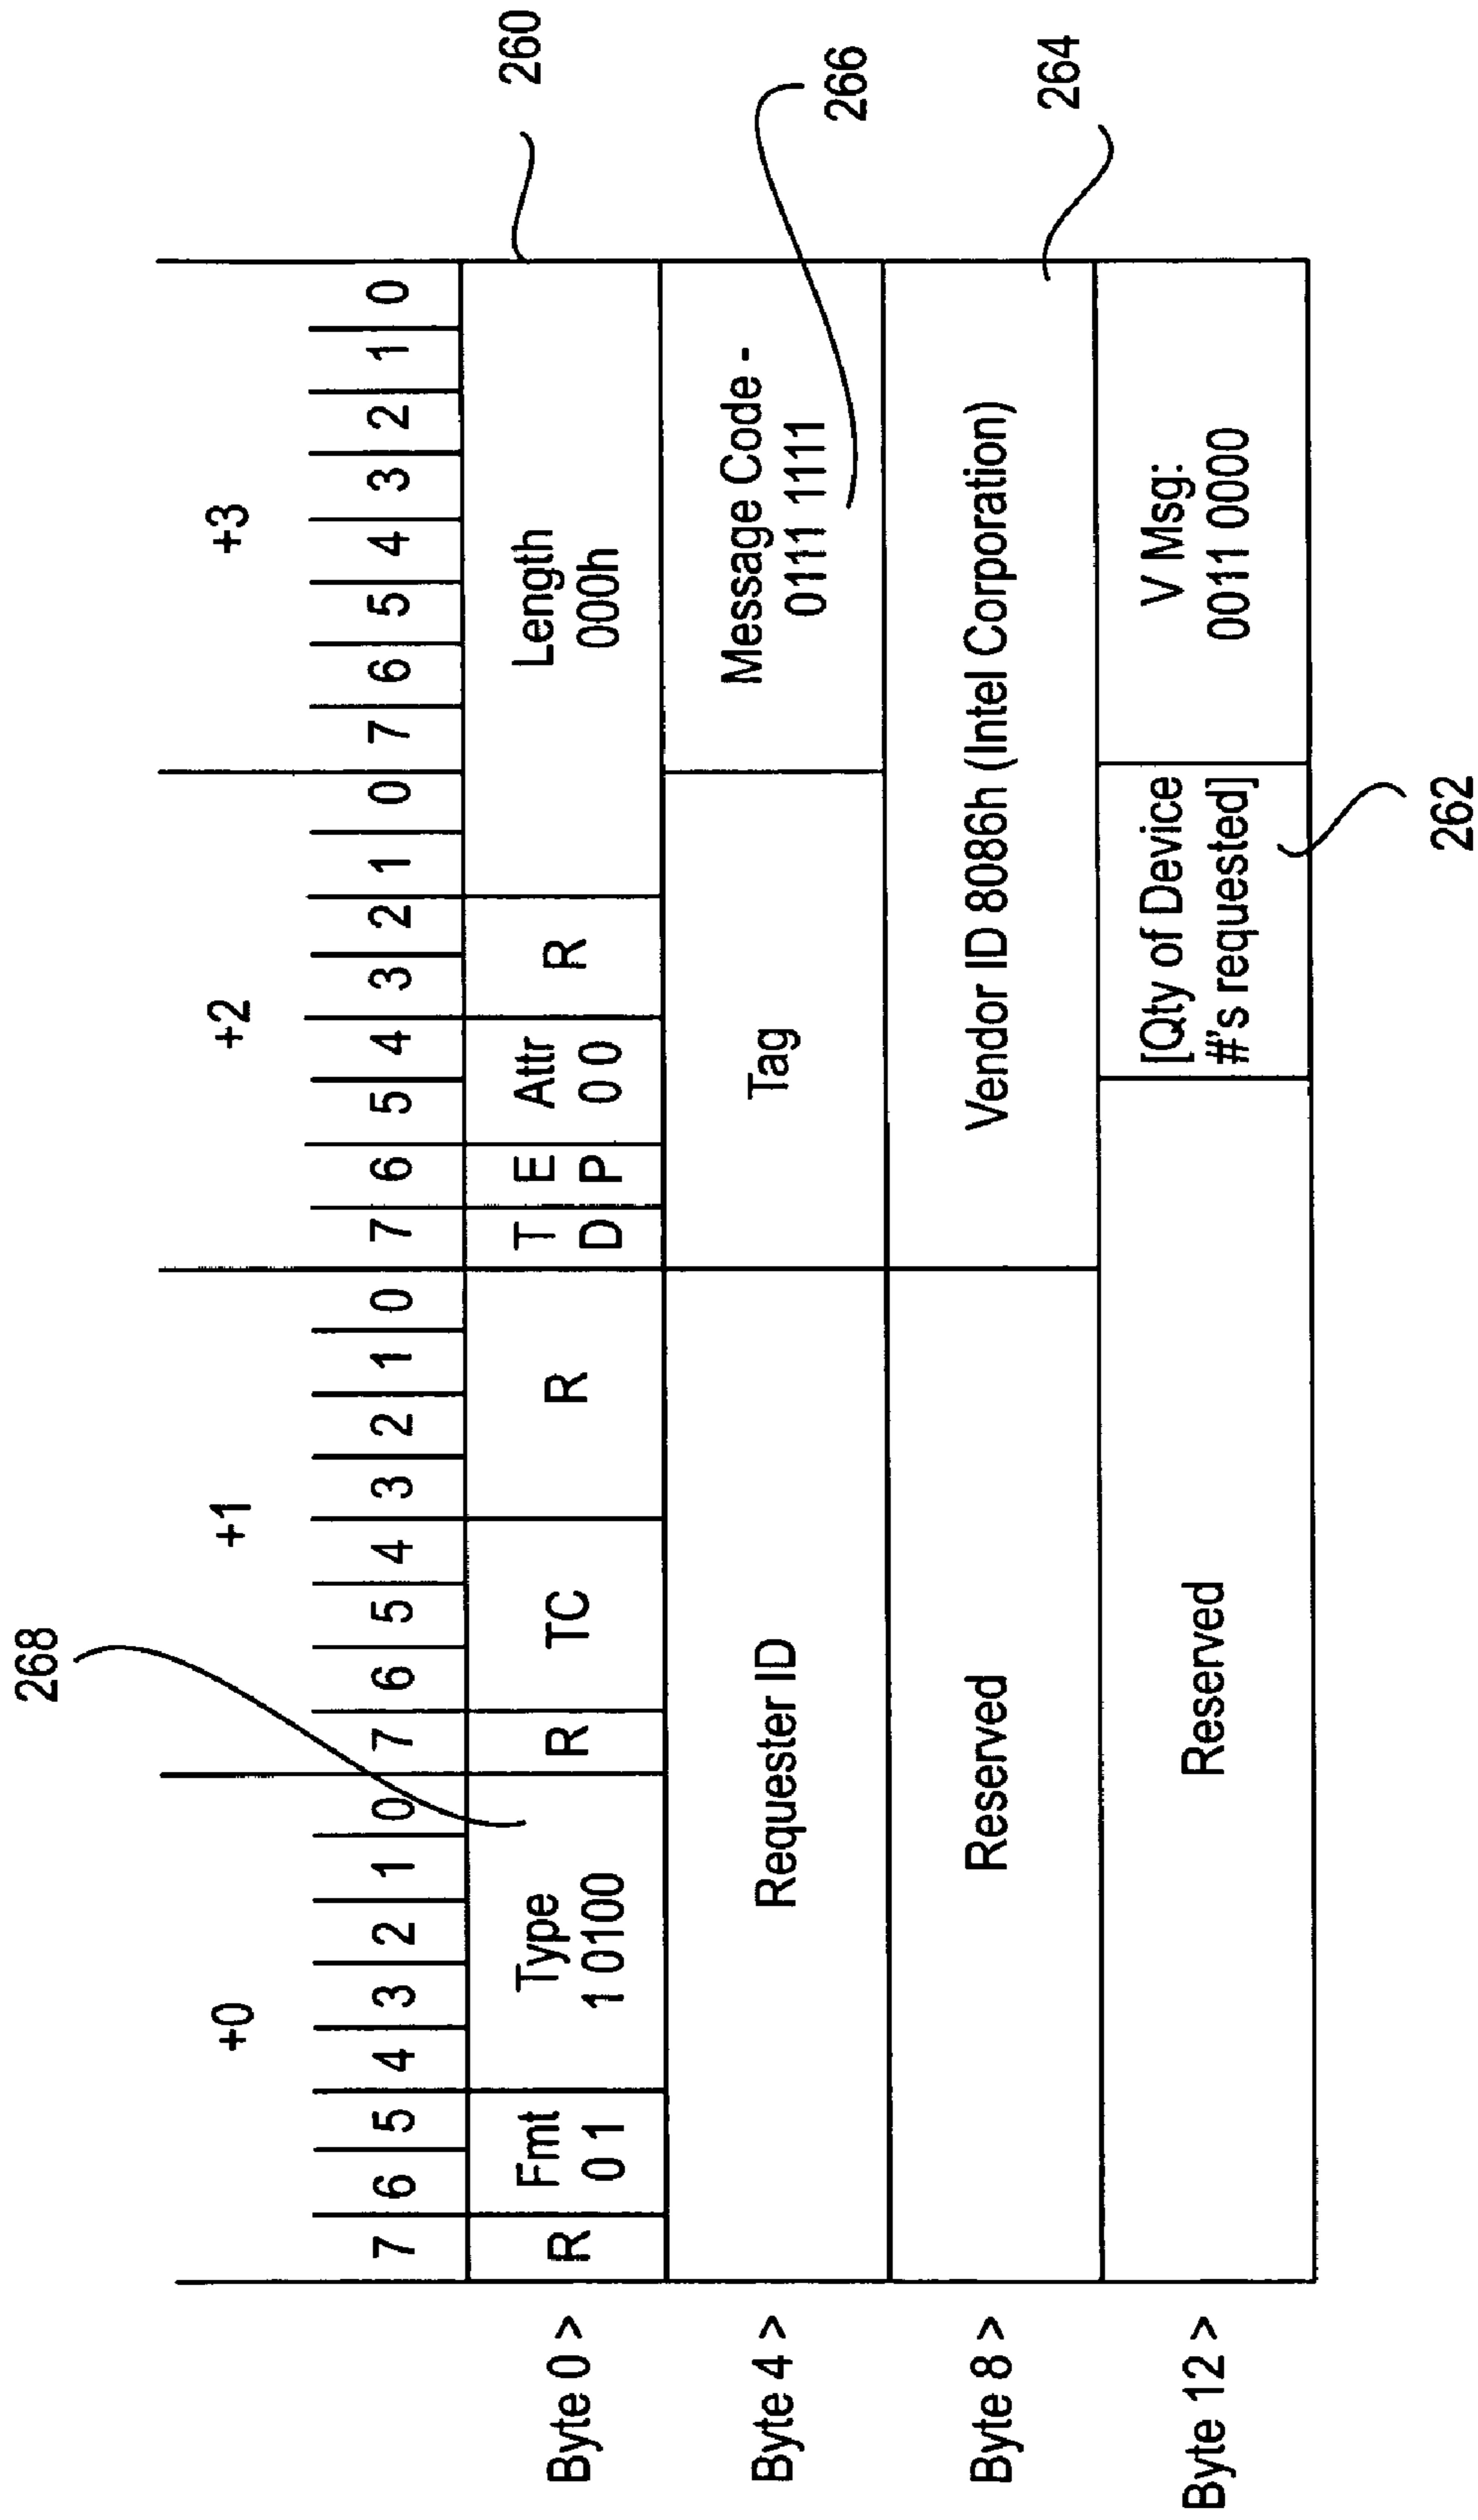 268
+0
+1
+2
+3
7 6 5 4 3 2 1 0 7 6 5 4 3 2 1 0 7 6 5 4 3 2 1 0 7 6 5 4 3 2 1 0
260
Byte 0 >
R
Fmt
0 1
Type
1 0100
R
TC
R
T
D
E
P
Attr
0 0
R
Length
000h
Byte 4 >
Requester ID
Tag
Message Code -
0111 1111
266
Byte 8 >
Reserved
Vendor ID 8086h (Intel Corporation)
264
Byte 12 >
Reserved
[Qty of Device
#'s requested]
V Msg:
0011 0000
262